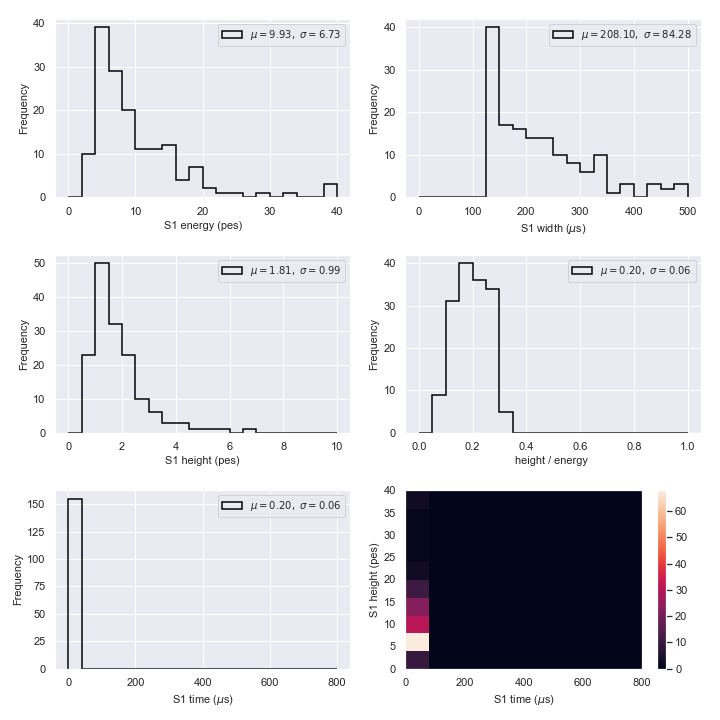 μ = 9.93, σ = 6.73
Frequency
40
30
20
10
0
0 10 20 30 40
S1 energy (pes)
μ = 208.10, σ = 84.28
Frequency
40
30
20
10
0
0 100 200 300 400 500
S1 width (μs)
μ = 1.81, σ = 0.99
Frequency
50
40
30
20
10
0
0 2 4 6 8 10
S1 height (pes)
μ = 0.20, σ = 0.06
Frequency
40
30
20
10
0
0.0 0.2 0.4 0.6 0.8 1.0
height / energy
μ = 0.20, σ = 0.06
Frequency
150
125
100
75
50
25
0
0 200 400 600 800
S1 time (μs)
S1 height (pes)
40
35
30
25
20
15
10
5
0
0 200 400 600 800
S1 time (μs)
60
50
40
30
20
10
0